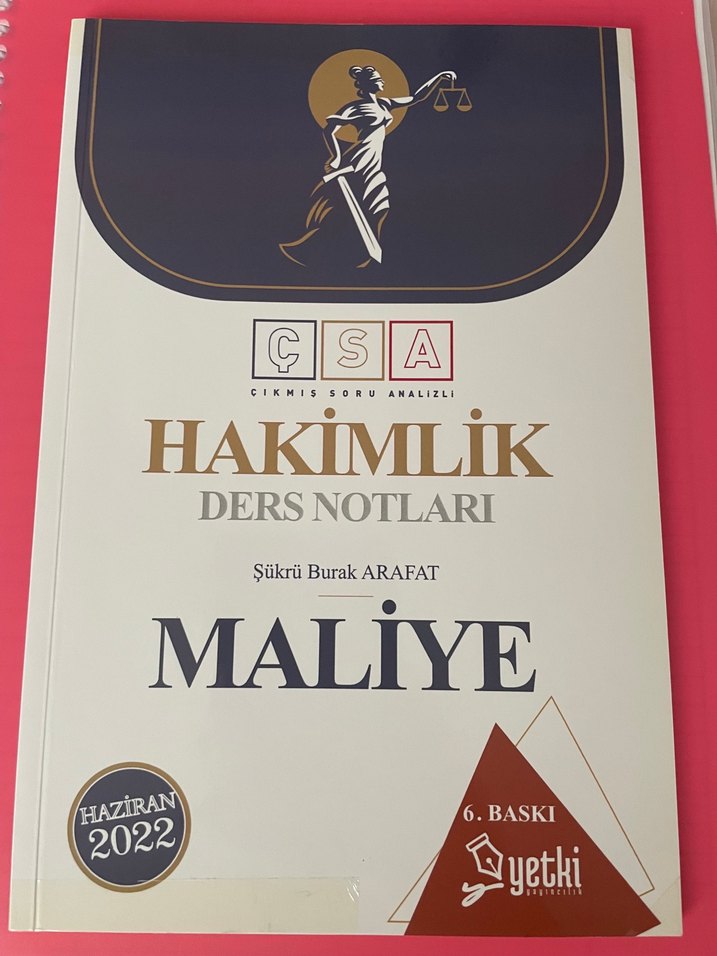 ÇSA
ÇIKMIŞ SORU ANALİZLİ
HAKİMLİK
DERS NOTLARI
Şükrü Burak ARAFAT
MALİYE
HAZİRAN
2022
6. BASKI
yetki
yayıncılık